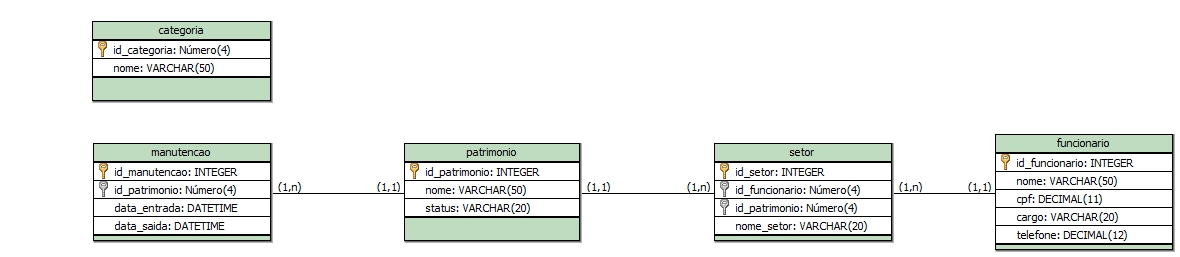 categoria
id_categoria: Número(4)
nome: VARCHAR(50)
manutencao
id_manutencao: INTEGER
id_patrimonio: Número(4)
data_entrada: DATETIME
data_saida: DATETIME
(1,n)
(1,1)
patrimonio
id_patrimonio: INTEGER
nome: VARCHAR(50)
status: VARCHAR(20)
(1,1)
(1,n)
setor
id_setor: INTEGER
id_funcionario: Número(4)
id_patrimonio: Número(4)
nome_setor: VARCHAR(20)
(1,n)
(1,1)
funcionario
id_funcionario: INTEGER
nome: VARCHAR(50)
cpf: DECIMAL(11)
cargo: VARCHAR(20)
telefone: DECIMAL(12)